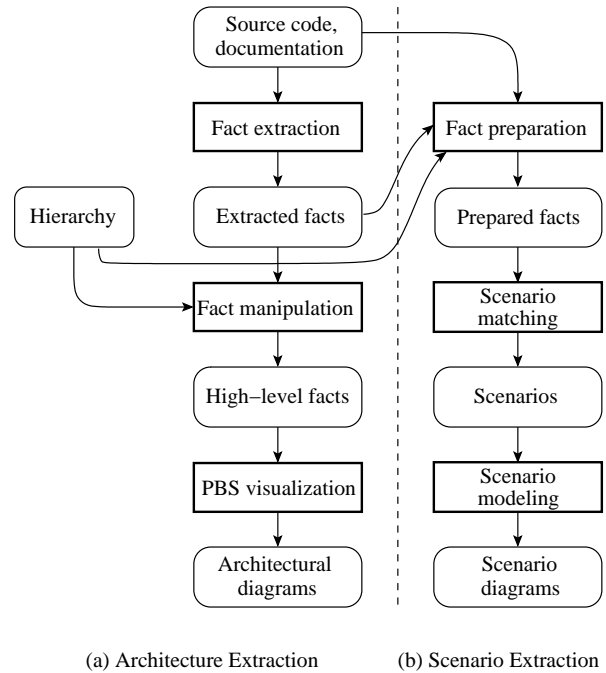 Source code,
documentation
Fact extraction
Fact preparation
Hierarchy
Extracted facts
Prepared facts
Fact manipulation
Scenario
matching
High−level facts
Scenarios
PBS visualization
Scenario
modeling
Architectural
diagrams
Scenario
diagrams
(a) Architecture Extraction
(b) Scenario Extraction